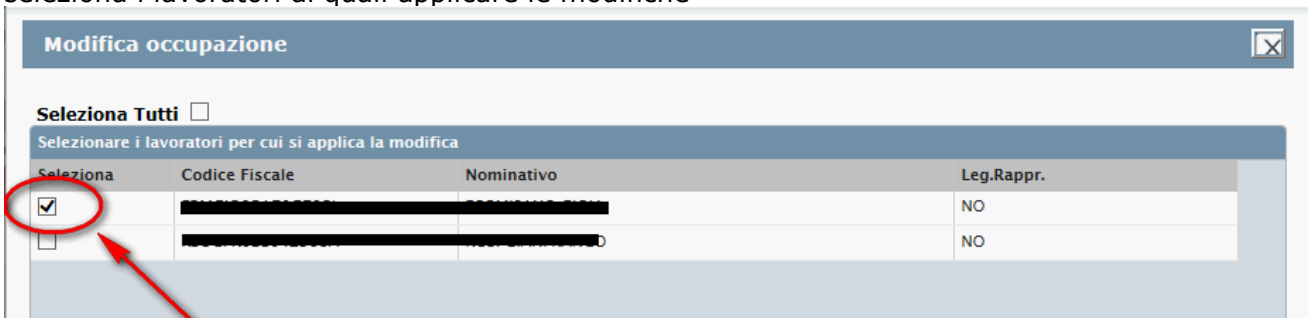 seleziona i lavoratori ai quali applicare le modifiche
Modifica occupazione
Seleziona Tutti
Selezionare i lavoratori per cui si applica la modifica
Seleziona Codice Fiscale Nominativo Leg.Rappr.
NO
NO